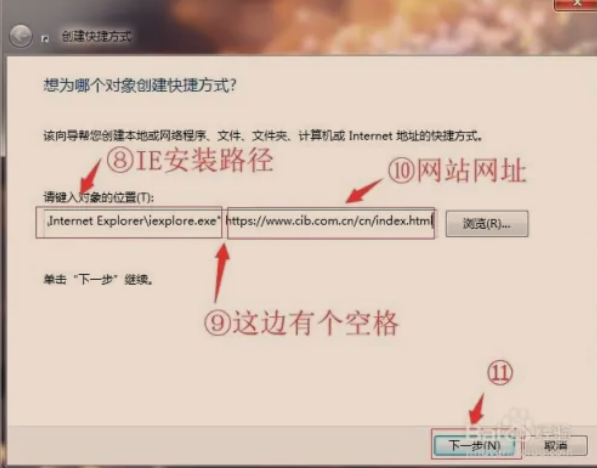 创建快捷方式
想为哪个对象创建快捷方式?
该向导帮您创建本地或网络程序、文件、文件夹、计算机或 Internet 地址的快捷方式。
⑧IE安装路径
⑩网站网址
请键入对象的位置(T):
\Internet Explorer\iexplore.exe" https://www.cib.com.cn/cn/index.html
浏览(R)...
单击“下一步”继续。
⑨这边有个空格
⑪
下一步(N)
取消